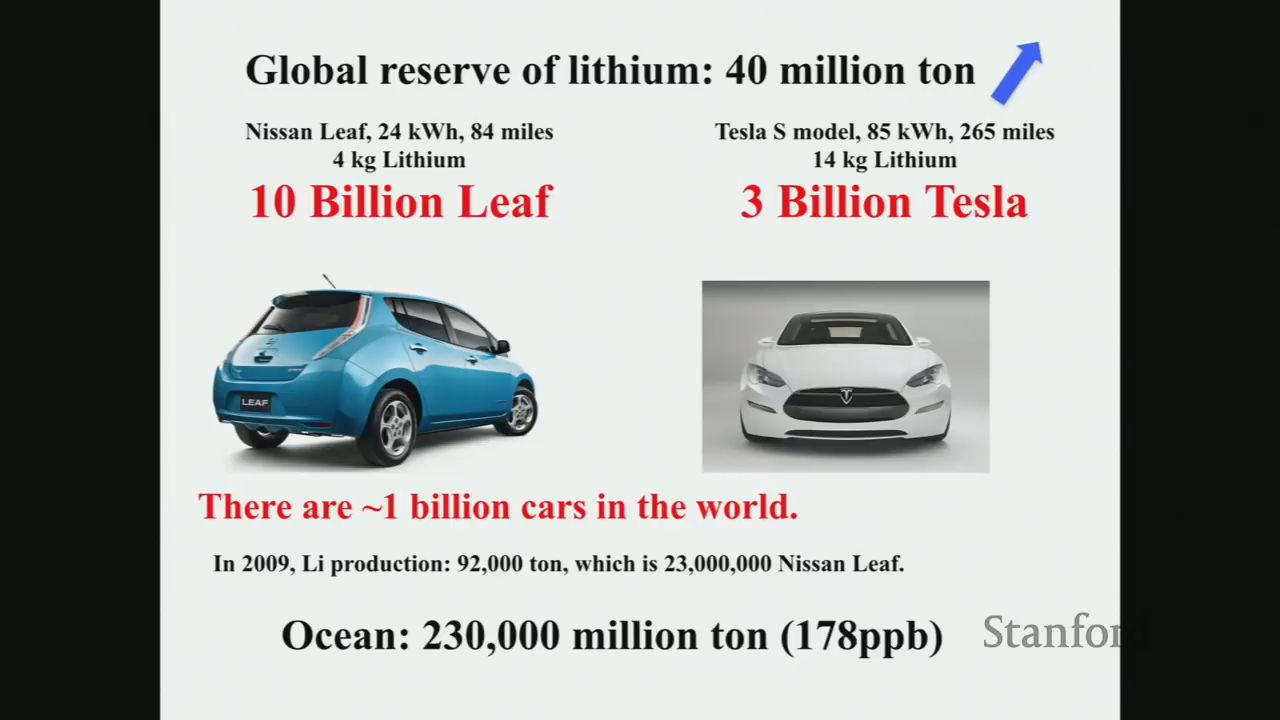 Global reserve of lithium: 40 million ton
Nissan Leaf, 24 kWh, 84 miles
4 kg Lithium
10 Billion Leaf
Tesla S model, 85 kWh, 265 miles
14 kg Lithium
3 Billion Tesla
LEAF
There are ~1 billion cars in the world.
In 2009, Li production: 92,000 ton, which is 23,000,000 Nissan Leaf.
Ocean: 230,000 million ton (178ppb)
Stanford